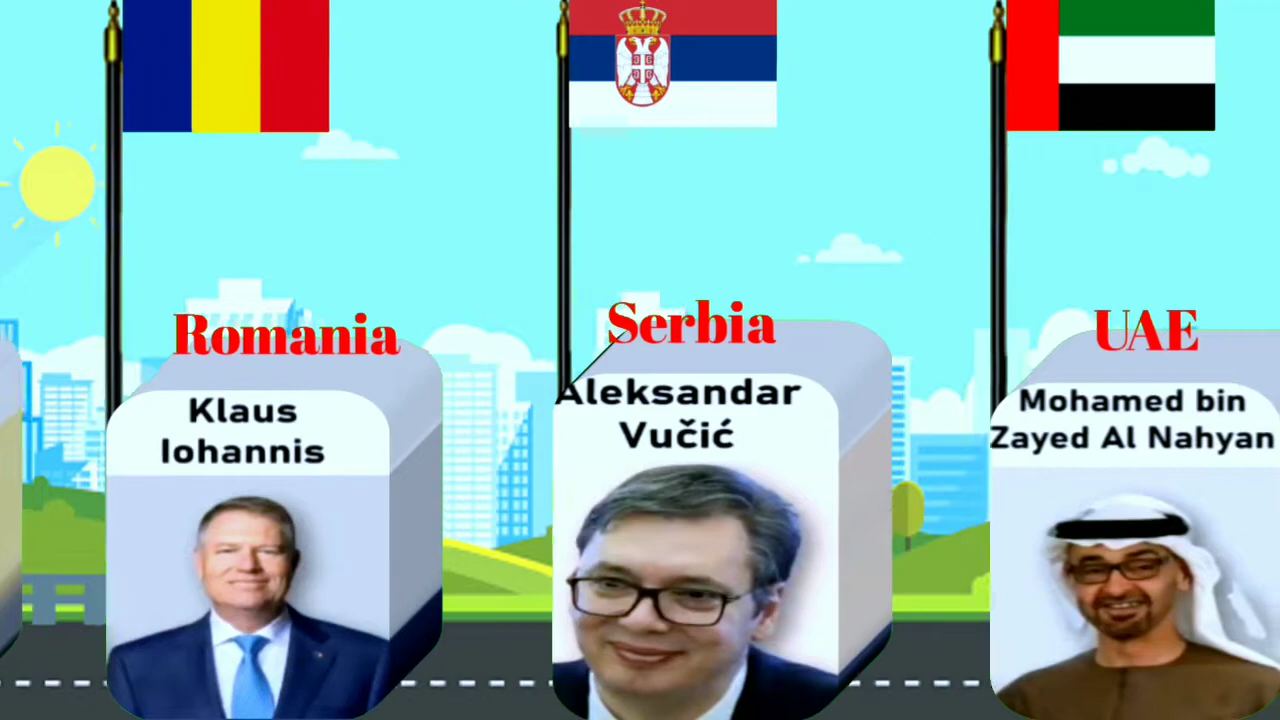 Romania
Klaus
Iohannis
Serbia
Aleksandar
Vučić
UAE
Mohamed bin
Zayed Al Nahyan